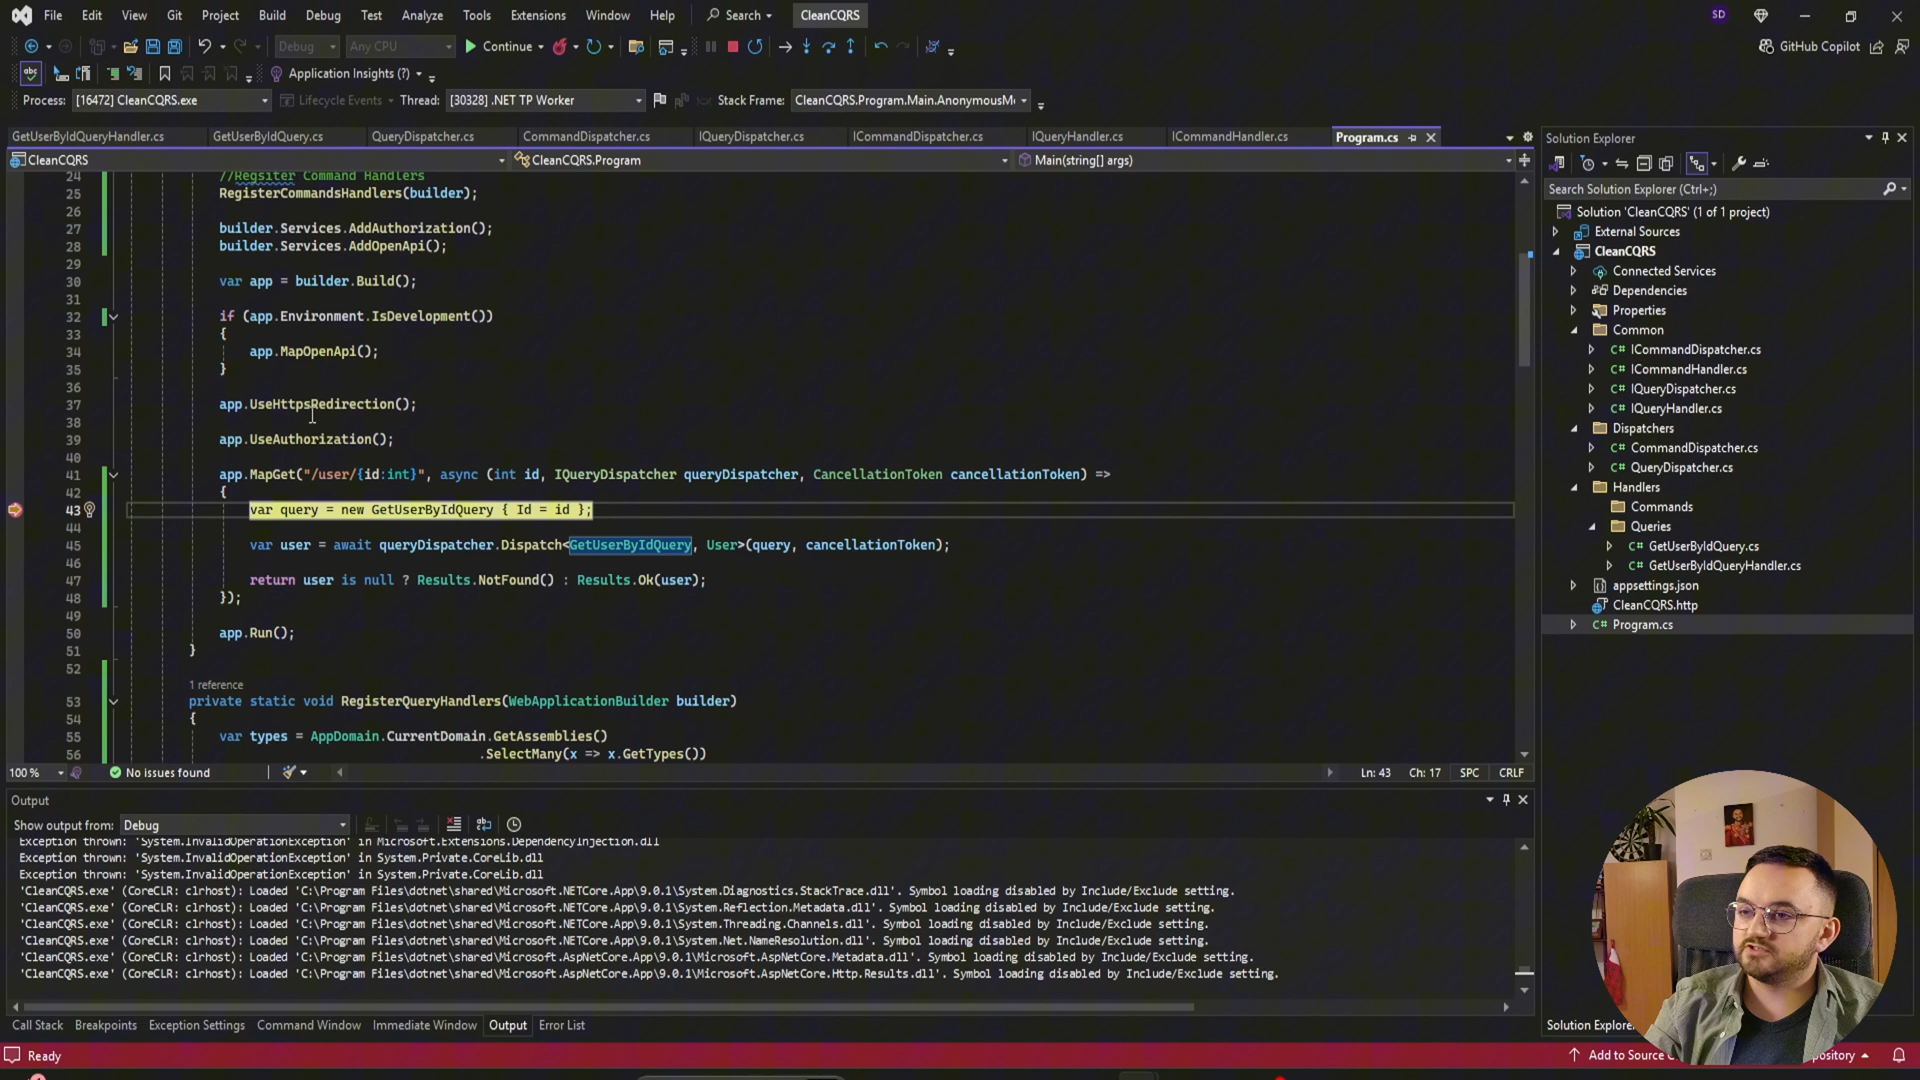 File Edit View Git Project Build Debug Test Analyze Tools Extensions Window Help Search CleanCQRS SD
Debug Any CPU Continue GitHub Copilot
Application Insights (?)
Process: [16472] CleanCQRS.exe Lifecycle Events Thread: [30328] .NET TP Worker Stack Frame: CleanCQRS.Program.Main.AnonymousM
GetUserByIdQueryHandler.cs GetUserByIdQuery.cs QueryDispatcher.cs CommandDispatcher.cs IQueryDispatcher.cs ICommandDispatcher.cs IQueryHandler.cs ICommandHandler.cs Program.cs
CleanCQRS CleanCQRS.Program Main(string[] args)
24 //Regsiter Command Handlers
25 RegisterCommandsHandlers(builder);
26
27 builder.Services.AddAuthorization();
28 builder.Services.AddOpenApi();
29
30 var app = builder.Build();
31
32 if (app.Environment.IsDevelopment())
33 {
34 app.MapOpenApi();
35 }
36
37 app.UseHttpsRedirection();
38
39 app.UseAuthorization();
40
41 app.MapGet("/user/{id:int}", async (int id, IQueryDispatcher queryDispatcher, CancellationToken cancellationToken) =>
42 {
43 var query = new GetUserByIdQuery { Id = id };
44
45 var user = await queryDispatcher.Dispatch<GetUserByIdQuery, User>(query, cancellationToken);
46
47 return user is null ? Results.NotFound() : Results.Ok(user);
48 });
49
50 app.Run();
51 }
52
1 reference
53 private static void RegisterQueryHandlers(WebApplicationBuilder builder)
54 {
55 var types = AppDomain.CurrentDomain.GetAssemblies()
56 .SelectMany(x => x.GetTypes())
100 % No issues found Ln: 43 Ch: 17 SPC CRLF
Output
Show output from: Debug
Exception thrown: 'System.InvalidOperationException' in Microsoft.Extensions.DependencyInjection.dll
Exception thrown: 'System.InvalidOperationException' in System.Private.CoreLib.dll
Exception thrown: 'System.InvalidOperationException' in System.Private.CoreLib.dll
'CleanCQRS.exe' (CoreCLR: clrhost): Loaded 'C:\Program Files\dotnet\shared\Microsoft.NETCore.App\9.0.1\System.Diagnostics.StackTrace.dll'. Symbol loading disabled by Include/Exclude setting.
'CleanCQRS.exe' (CoreCLR: clrhost): Loaded 'C:\Program Files\dotnet\shared\Microsoft.NETCore.App\9.0.1\System.Reflection.Metadata.dll'. Symbol loading disabled by Include/Exclude setting.
'CleanCQRS.exe' (CoreCLR: clrhost): Loaded 'C:\Program Files\dotnet\shared\Microsoft.NETCore.App\9.0.1\System.Threading.Channels.dll'. Symbol loading disabled by Include/Exclude setting.
'CleanCQRS.exe' (CoreCLR: clrhost): Loaded 'C:\Program Files\dotnet\shared\Microsoft.NETCore.App\9.0.1\System.Net.NameResolution.dll'. Symbol loading disabled by Include/Exclude setting.
'CleanCQRS.exe' (CoreCLR: clrhost): Loaded 'C:\Program Files\dotnet\shared\Microsoft.AspNetCore.App\9.0.1\Microsoft.AspNetCore.Metadata.dll'. Symbol loading disabled by Include/Exclude setting.
'CleanCQRS.exe' (CoreCLR: clrhost): Loaded 'C:\Program Files\dotnet\shared\Microsoft.AspNetCore.App\9.0.1\Microsoft.AspNetCore.Http.Results.dll'. Symbol loading disabled by Include/Exclude setting.
Call Stack Breakpoints Exception Settings Command Window Immediate Window Output Error List
Solution Explorer
Search Solution Explorer (Ctrl+;)
Solution 'CleanCQRS' (1 of 1 project)
External Sources
CleanCQRS
Connected Services
Dependencies
Properties
Common
C# ICommandDispatcher.cs
C# ICommandHandler.cs
C# IQueryDispatcher.cs
C# IQueryHandler.cs
Dispatchers
C# CommandDispatcher.cs
C# QueryDispatcher.cs
Handlers
Commands
Queries
C# GetUserByIdQuery.cs
C# GetUserByIdQueryHandler.cs
appsettings.json
CleanCQRS.http
C# Program.cs
Solution Explorer
Ready Add to Source